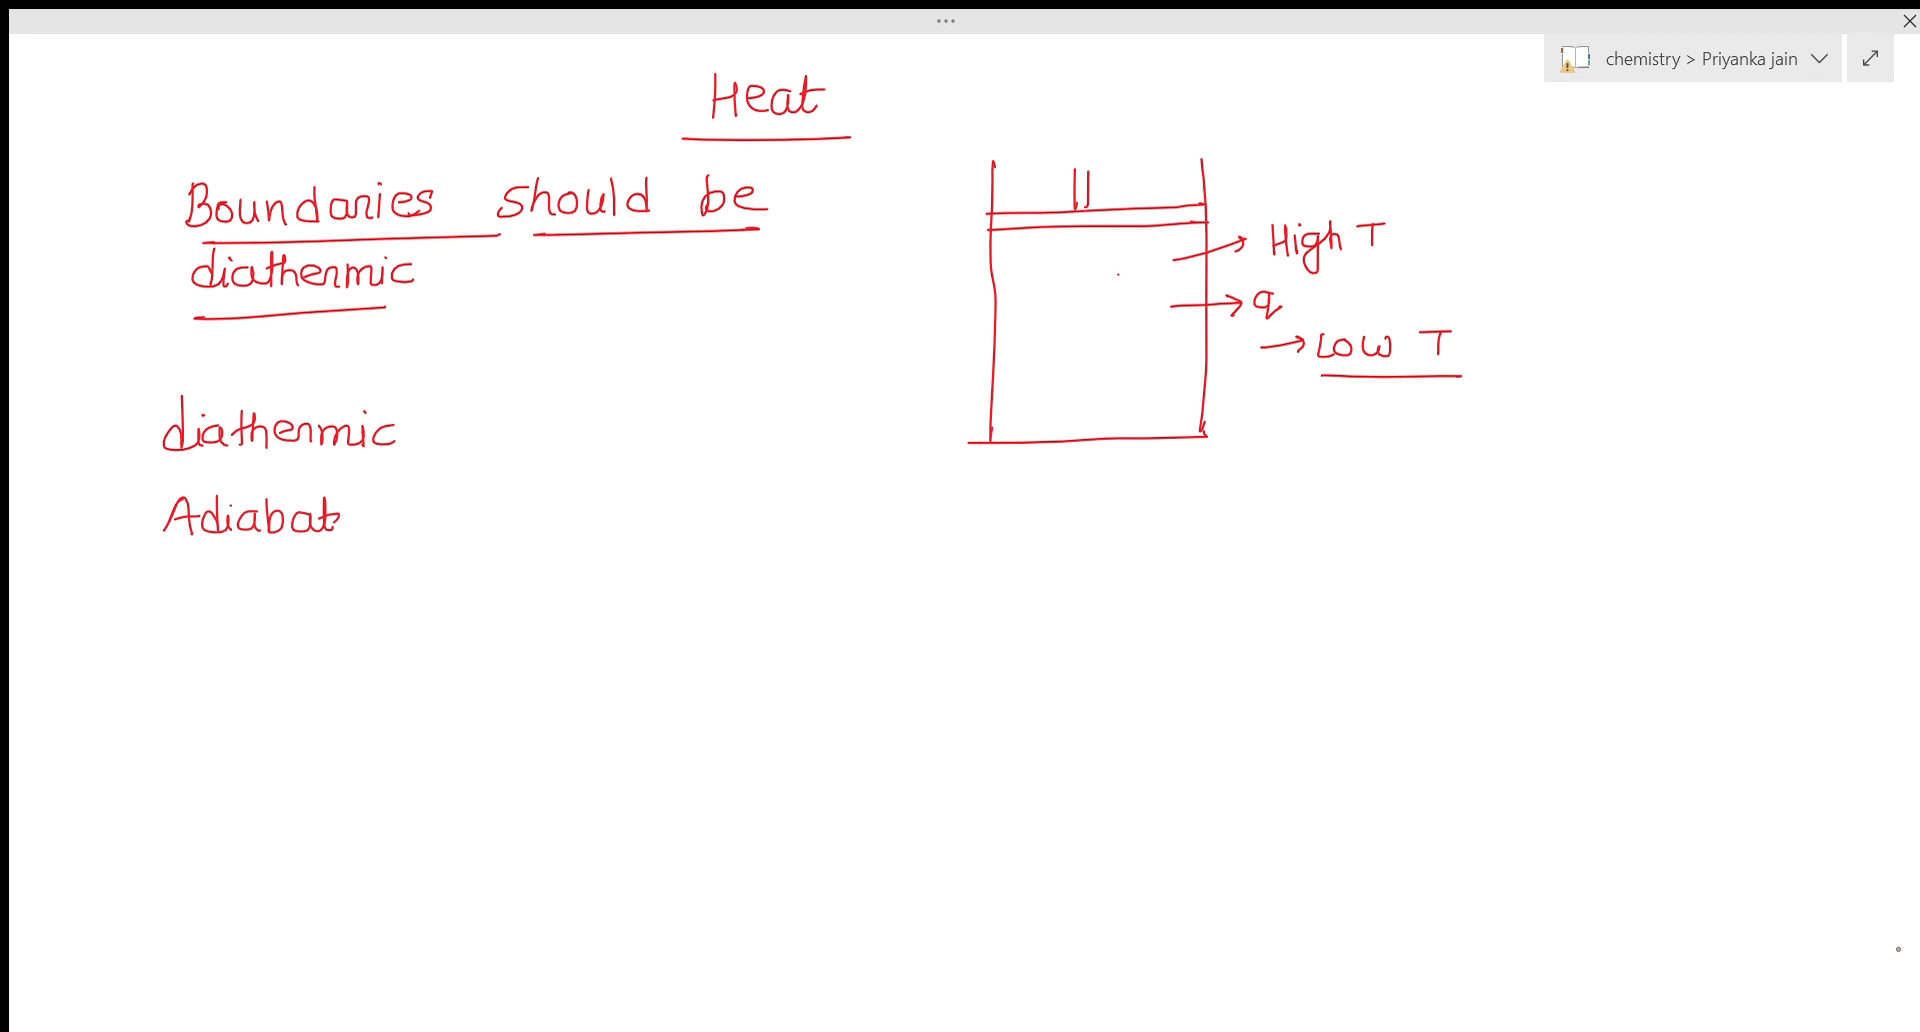 chemistry > Priyanka jain
Heat
Boundaries should be
diathermic
High T
q
→ Low T
diathermic
Adiabat